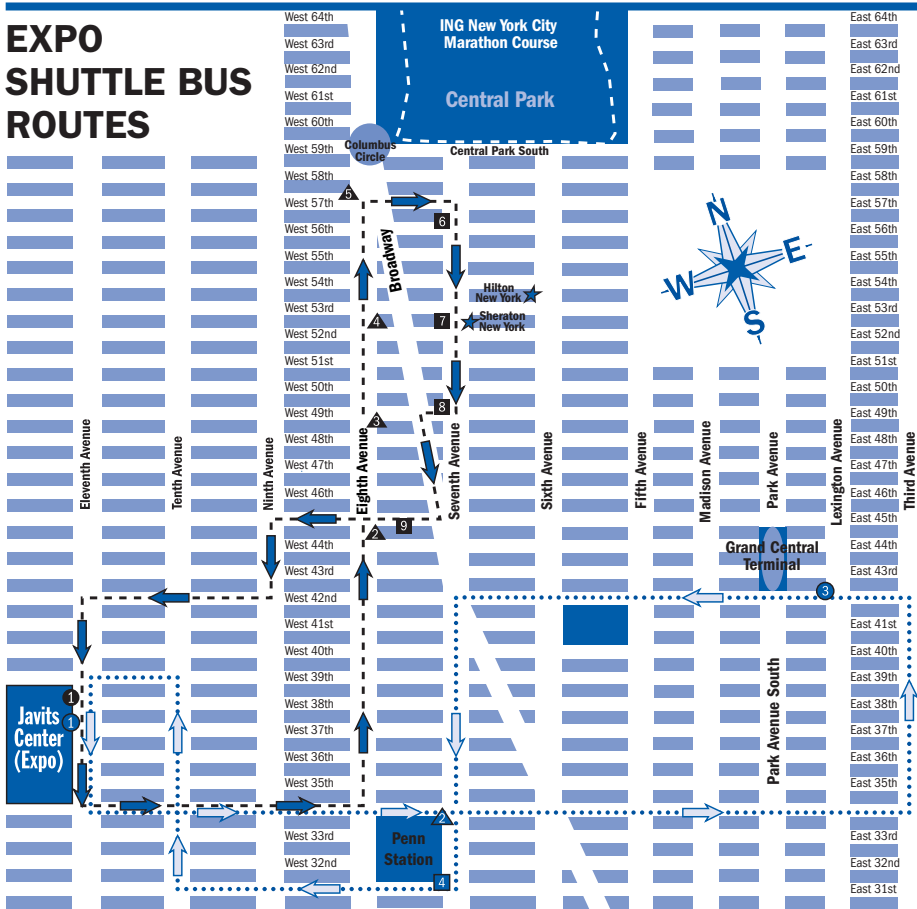 EXPO
SHUTTLE BUS
ROUTES
ING New York City
Marathon Course
Central Park
Columbus
Circle
Central Park South
West 64th
West 63rd
West 62nd
West 61st
West 60th
West 59th
West 58th
West 57th
West 56th
West 55th
West 54th
West 53rd
West 52nd
West 51st
West 50th
West 49th
West 48th
West 47th
West 46th
West 44th
West 43rd
West 42nd
West 41st
West 40th
West 39th
West 38th
West 37th
West 36th
West 35th
West 33rd
West 32nd
East 64th
East 63rd
East 62nd
East 61st
East 60th
East 59th
East 58th
East 57th
East 56th
East 55th
East 54th
East 53rd
East 52nd
East 51st
East 50th
East 49th
East 48th
East 47th
East 46th
East 45th
East 44th
East 43rd
East 41st
East 40th
East 39th
East 38th
East 37th
East 36th
East 35th
East 33rd
East 32nd
East 31st
5
6
Broadway
Hilton
New York
4
7
Sheraton
New York
8
3
N
E
W
S
Eleventh Avenue
Tenth Avenue
Ninth Avenue
Eighth Avenue
Seventh Avenue
Sixth Avenue
Fifth Avenue
Madison Avenue
Park Avenue
Lexington Avenue
Third Avenue
2
9
Grand Central
Terminal
3
Park Avenue South
1
1
Javits
Center
(Expo)
2
Penn
Station
4